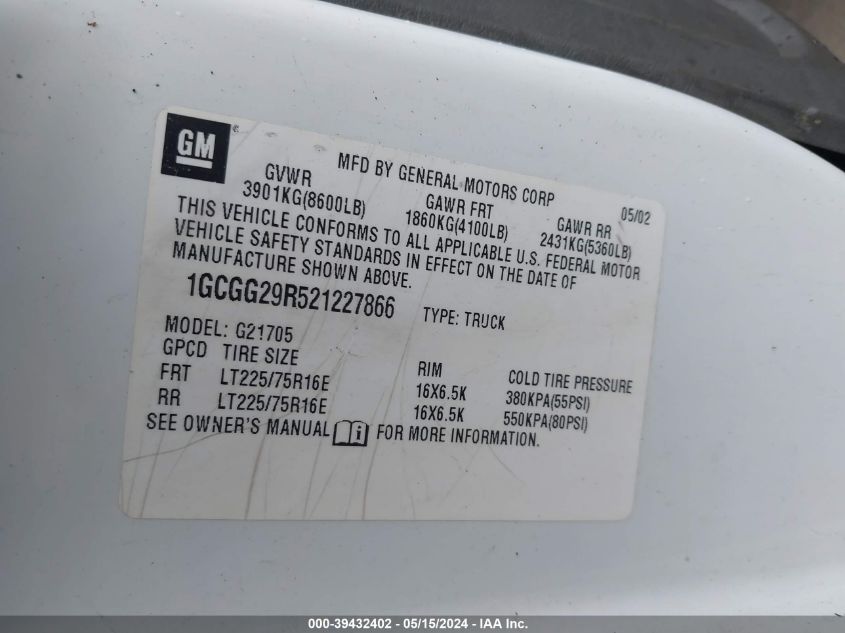 GM
MFD BY GENERAL MOTORS CORP 05/02
GVWR GAWR FRT GAWR RR
3901KG(8600LB) 1860KG(4100LB) 2431KG(5360LB)
THIS VEHICLE CONFORMS TO ALL APPLICABLE U.S. FEDERAL MOTOR
VEHICLE SAFETY STANDARDS IN EFFECT ON THE DATE OF
MANUFACTURE SHOWN ABOVE.
1GCGG29R521227866 TYPE: TRUCK
MODEL: G21705
GPCD TIRE SIZE RIM COLD TIRE PRESSURE
FRT LT225/75R16E 16X6.5K 380KPA(55PSI)
RR LT225/75R16E 16X6.5K 550KPA(80PSI)
SEE OWNER'S MANUAL FOR MORE INFORMATION.
000-39432402 - 05/15/2024 - IAA Inc.